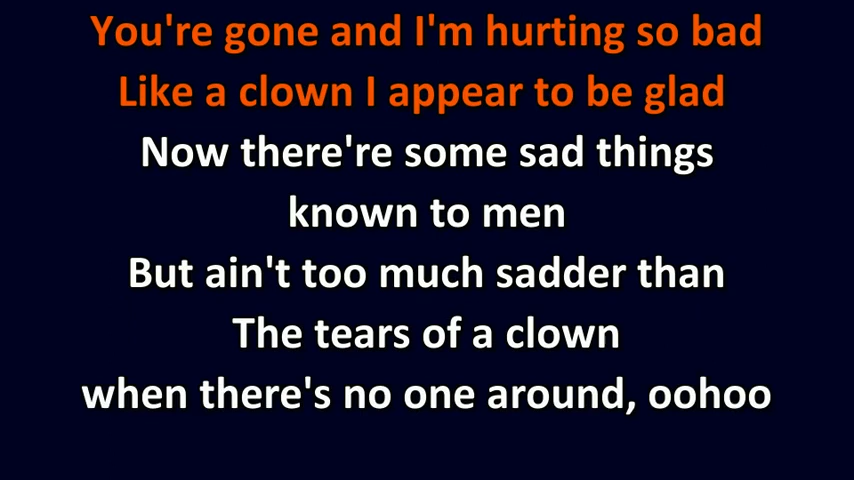 You're gone and I'm hurting so bad
Like a clown I appear to be glad
Now there're some sad things
known to men
But ain't too much sadder than
The tears of a clown
when there's no one around, oohoo